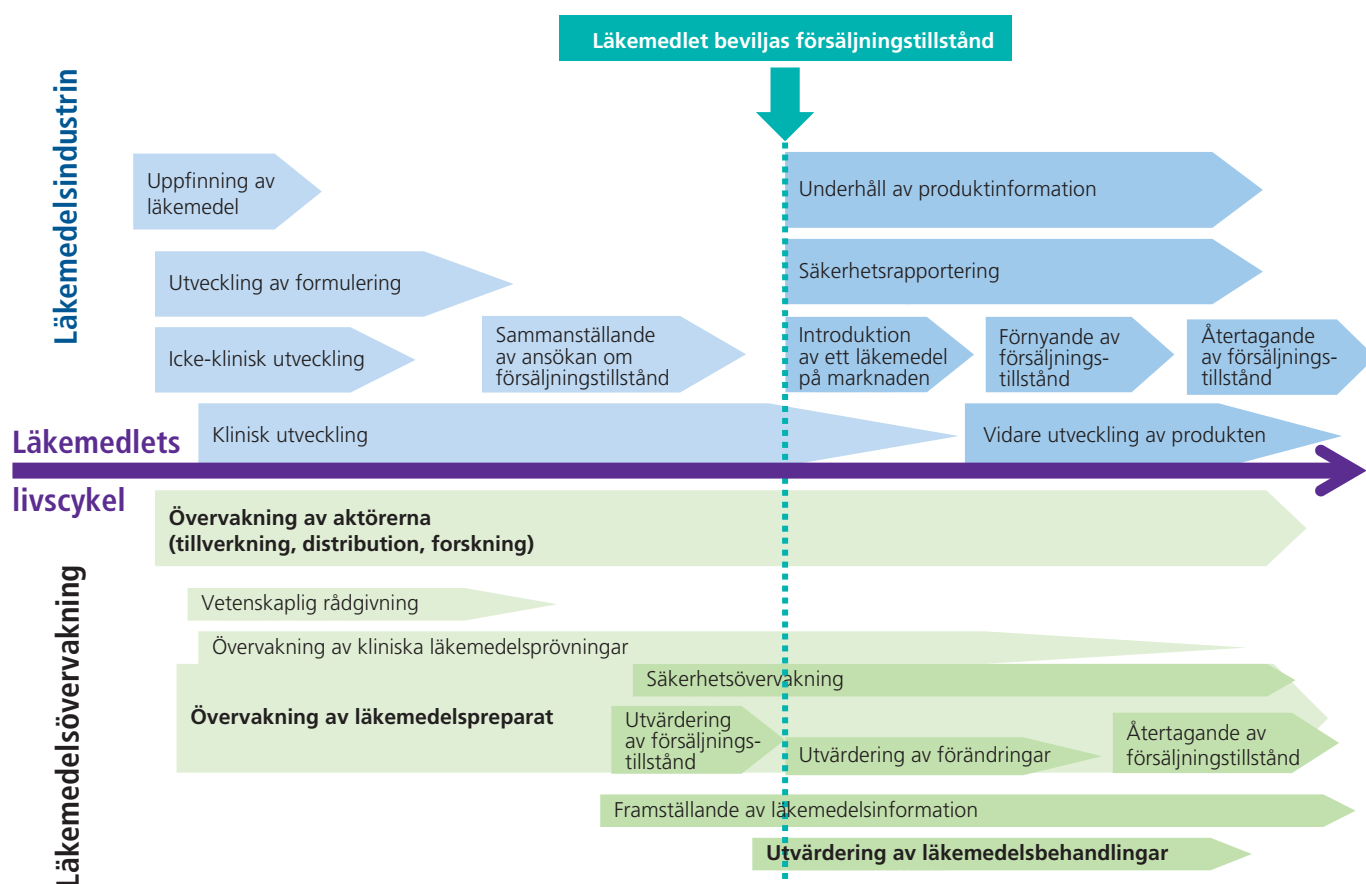 Läkemedlet beviljas försäljningstillstånd
Läkemedelsindustrin
Uppfinning av
läkemedel
Underhåll av produktinformation
Utveckling av formulering
Säkerhetsrapportering
Icke-klinisk utveckling
Sammanställande
av ansökan om
försäljningstillstånd
Introduktion
av ett läkemedel
på marknaden
Förnyande av
försäljnings-
tillstånd
Återtagande
av försäljnings-
tillstånd
Klinisk utveckling
Vidare utveckling av produkten
Läkemedlets
livscykel
Läkemedelsövervakning
Övervakning av aktörerna
(tillverkning, distribution, forskning)
Vetenskaplig rådgivning
Övervakning av kliniska läkemedelsprövningar
Säkerhetsövervakning
Övervakning av läkemedelspreparat
Utvärdering
av försäljnings-
tillstånd
Utvärdering av förändringar
Återtagande av
försäljningstillstånd
Framställande av läkemedelsinformation
Utvärdering av läkemedelsbehandlingar